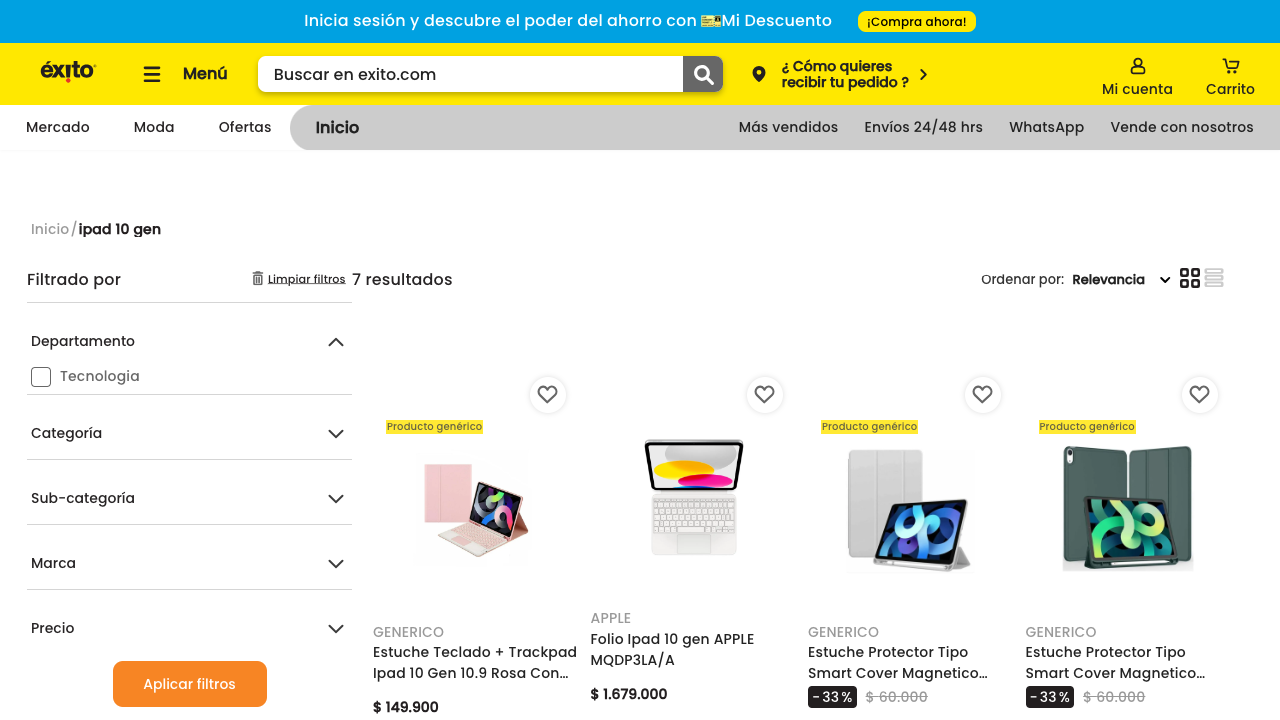 Inicia sesión y descubre el poder del ahorro con 🎫Mi Descuento
¡Compra ahora!
éxito
Menú
Buscar en exito.com
¿ Cómo quieres
recibir tu pedido ?
Mi cuenta
Carrito
Mercado
Moda
Ofertas
Inicio
Más vendidos
Envíos 24/48 hrs
WhatsApp
Vende con nosotros
Inicio/ipad 10 gen
Filtrado por
Limpiar filtros
7 resultados
Ordenar por: Relevancia
Departamento
Tecnologia
Categoría
Sub-categoría
Marca
Precio
Aplicar filtros
Producto genérico
GENERICO
Estuche Teclado + Trackpad
Ipad 10 Gen 10.9 Rosa Con...
$ 149.900
APPLE
Folio Ipad 10 gen APPLE
MQDP3LA/A
$ 1.679.000
Producto genérico
GENERICO
Estuche Protector Tipo
Smart Cover Magnetico...
-33% $ 60.000
Producto genérico
GENERICO
Estuche Protector Tipo
Smart Cover Magnetico...
-33% $ 60.000